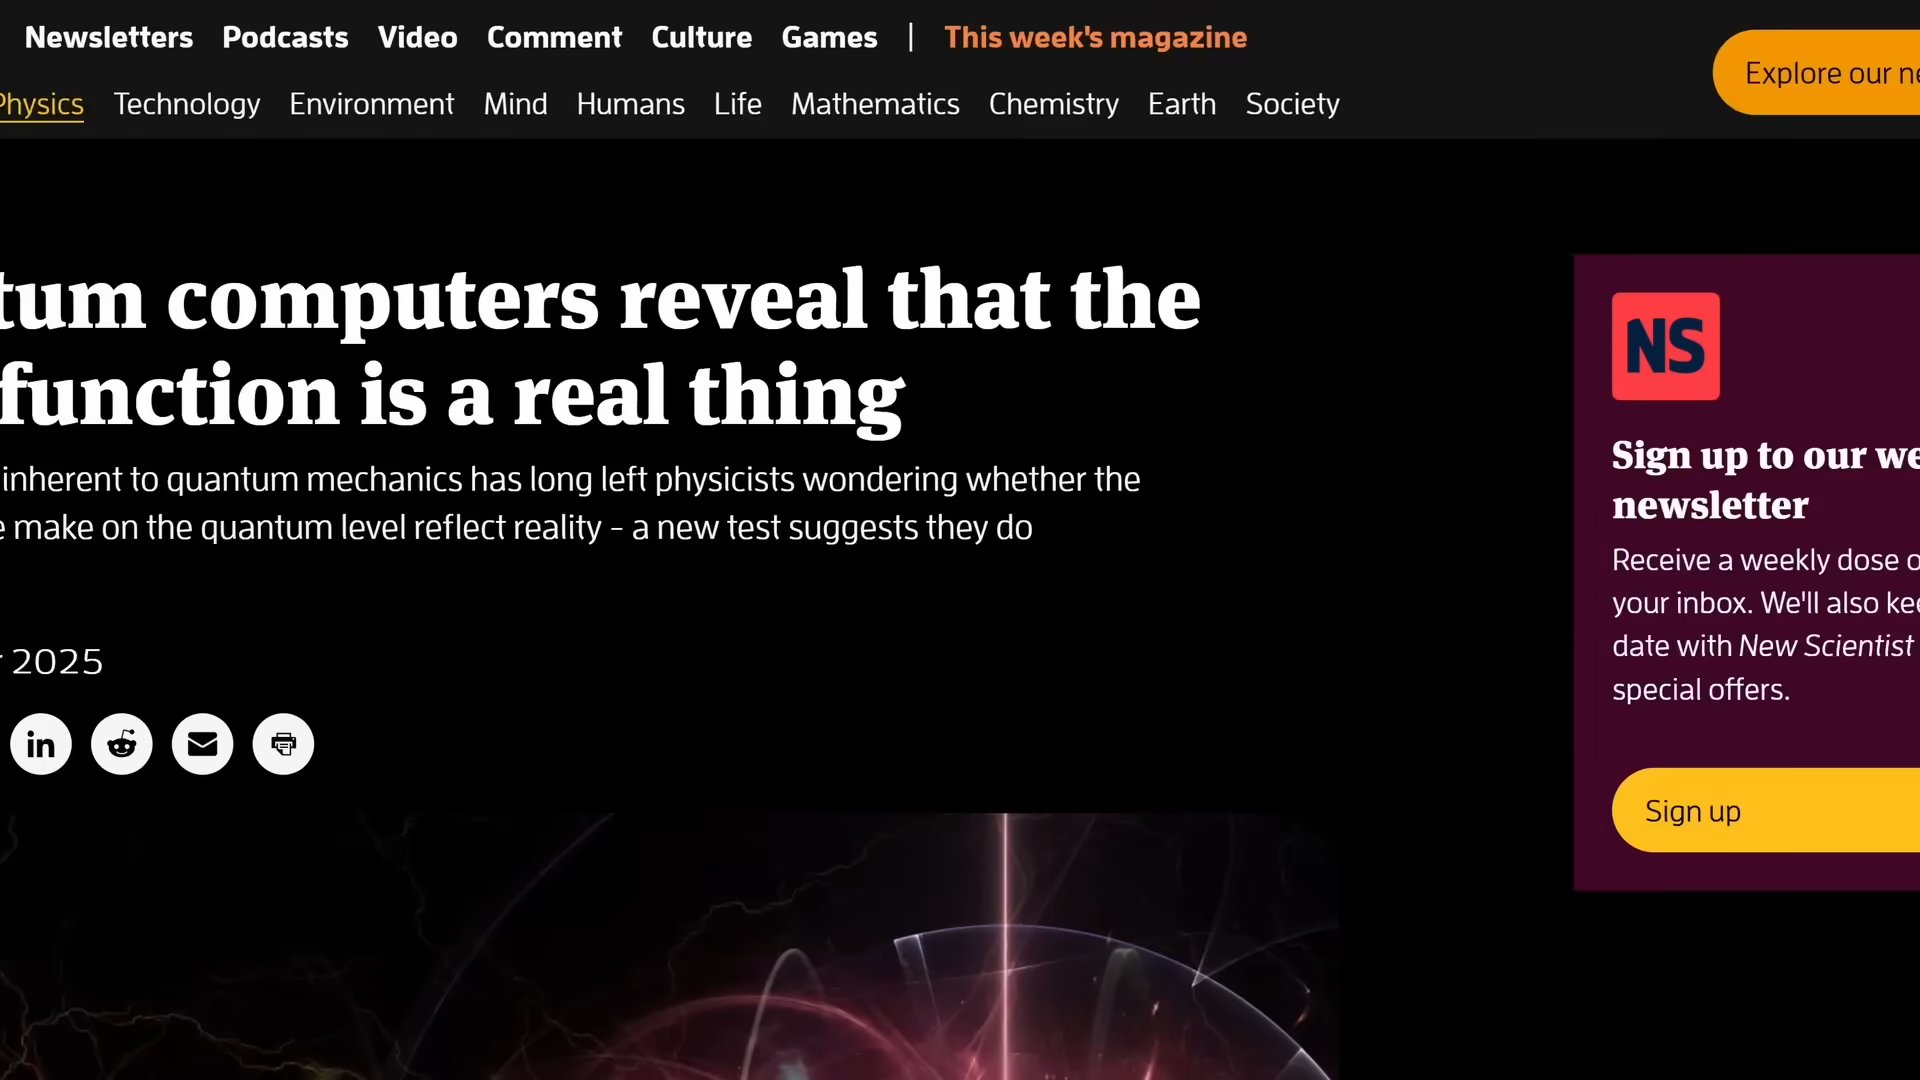 Newsletters Podcasts Video Comment Culture Games | This week's magazine
Explore our ne
Physics Technology Environment Mind Humans Life Mathematics Chemistry Earth Society
tum computers reveal that the
function is a real thing
inherent to quantum mechanics has long left physicists wondering whether the
e make on the quantum level reflect reality – a new test suggests they do
r 2025
in
NS
Sign up to our we
newsletter
Receive a weekly dose o
your inbox. We'll also kee
date with New Scientist
special offers.
Sign up